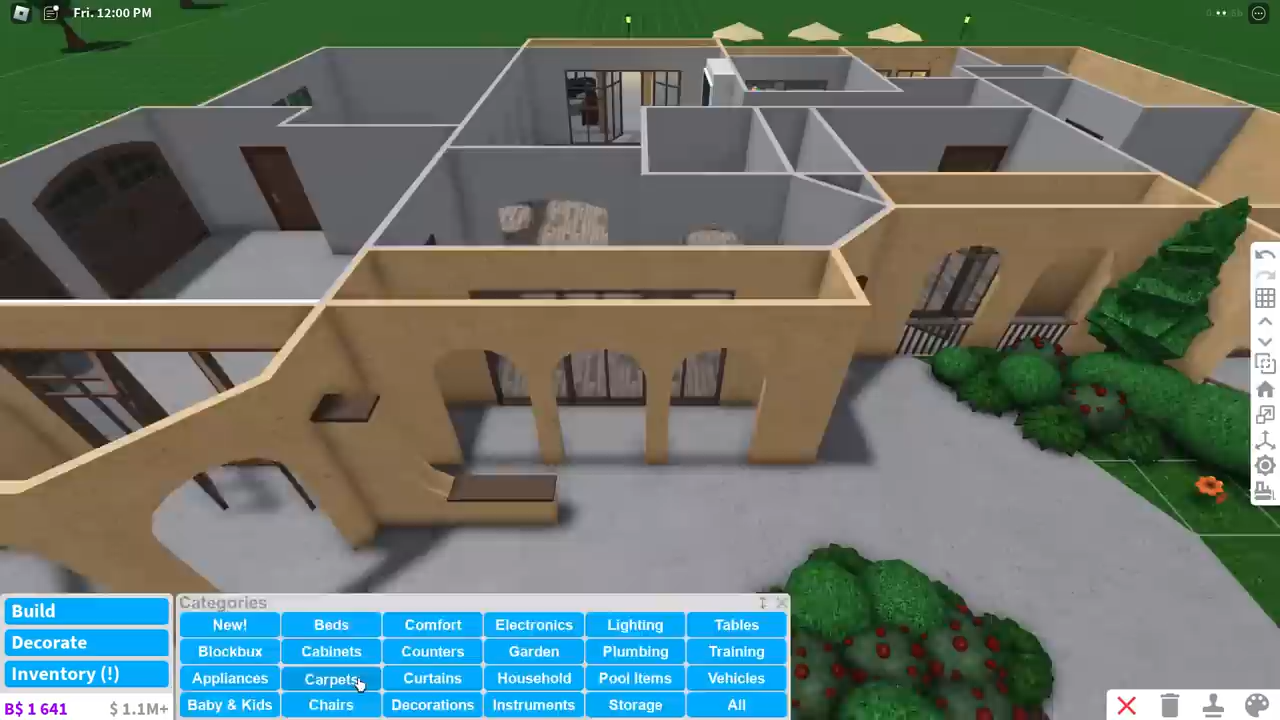 Fri. 12:00 PM
Build
Decorate
Inventory (!)
B$ 1 641 $ 1.1M+
Categories
New! Beds Comfort Electronics Lighting Tables
Blockbux Cabinets Counters Garden Plumbing Training
Appliances Carpets Curtains Household Pool Items Vehicles
Baby & Kids Chairs Decorations Instruments Storage All